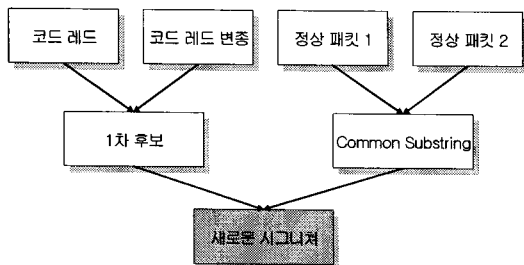 코드 레드
코드 레드 변종
정상 패킷 1
정상 패킷 2
1차 후보
Common Substring
새로운 시그니쳐